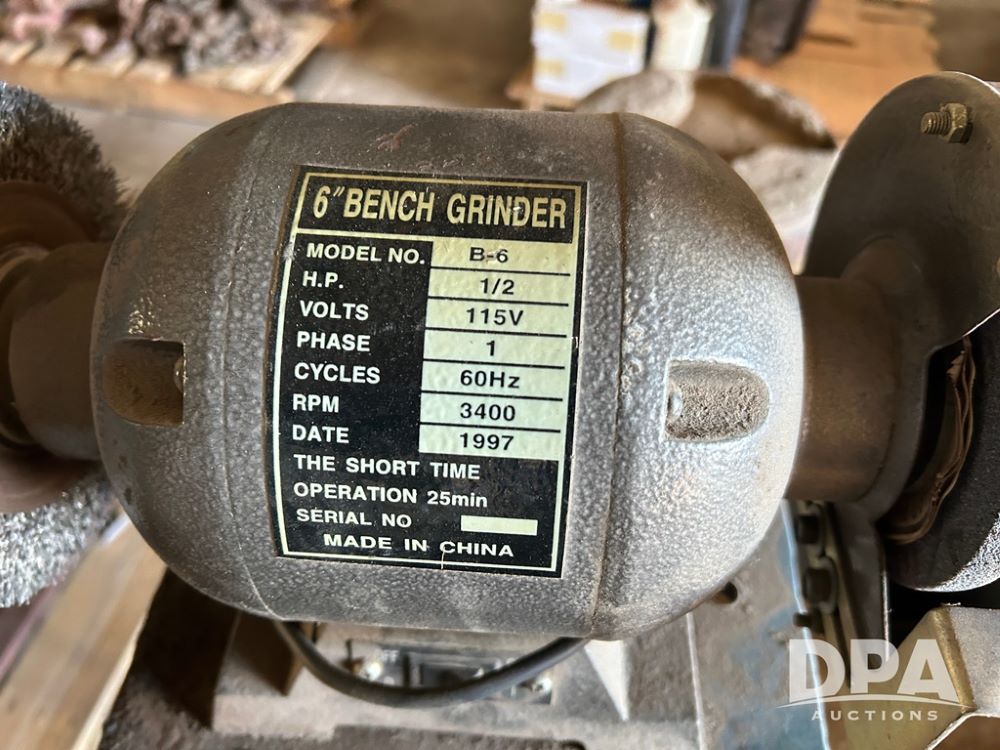 6" BENCH GRINDER
MODEL NO. B-6
H.P. 1/2
VOLTS 115V
PHASE 1
CYCLES 60Hz
RPM 3400
DATE 1997
THE SHORT TIME
OPERATION 25min
SERIAL NO
MADE IN CHINA
DPA
AUCTIONS